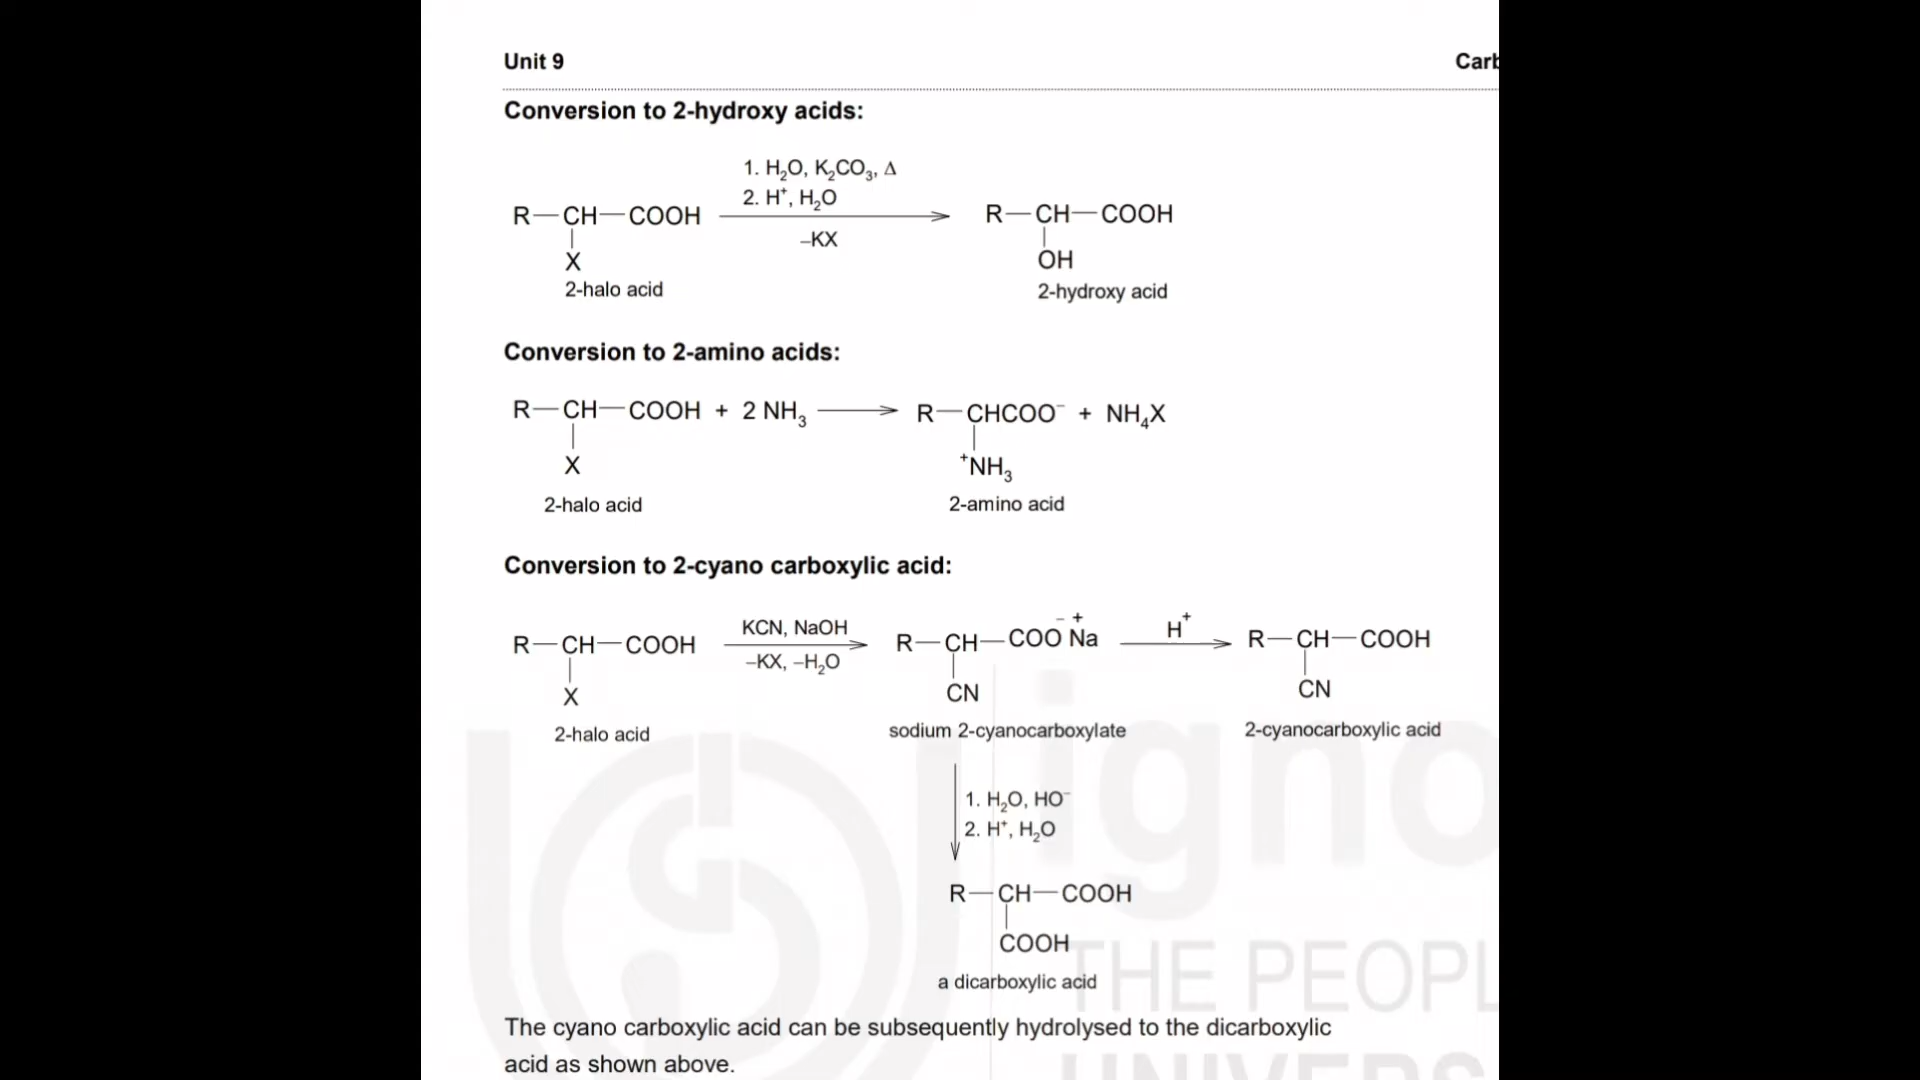 Unit 9 Carb
Conversion to 2-hydroxy acids:
1. H₂O, K₂CO₃, Δ
2. H⁺, H₂O
R—CH—COOH R—CH—COOH
–KX
X OH
2-halo acid 2-hydroxy acid
Conversion to 2-amino acids:
R—CH—COOH + 2 NH₃ R—CHCOO⁻ + NH₄X
X ⁺NH₃
2-halo acid 2-amino acid
Conversion to 2-cyano carboxylic acid:
KCN, NaOH H⁺
R—CH—COOH R—CH—COO⁻ Na⁺ R—CH—COOH
–KX, –H₂O
X CN CN
2-halo acid sodium 2-cyanocarboxylate 2-cyanocarboxylic acid
1. H₂O, HO⁻
2. H⁺, H₂O
R—CH—COOH
COOH
a dicarboxylic acid
The cyano carboxylic acid can be subsequently hydrolysed to the dicarboxylic
acid as shown above.
igno
THE PEOPL
UNIVERS